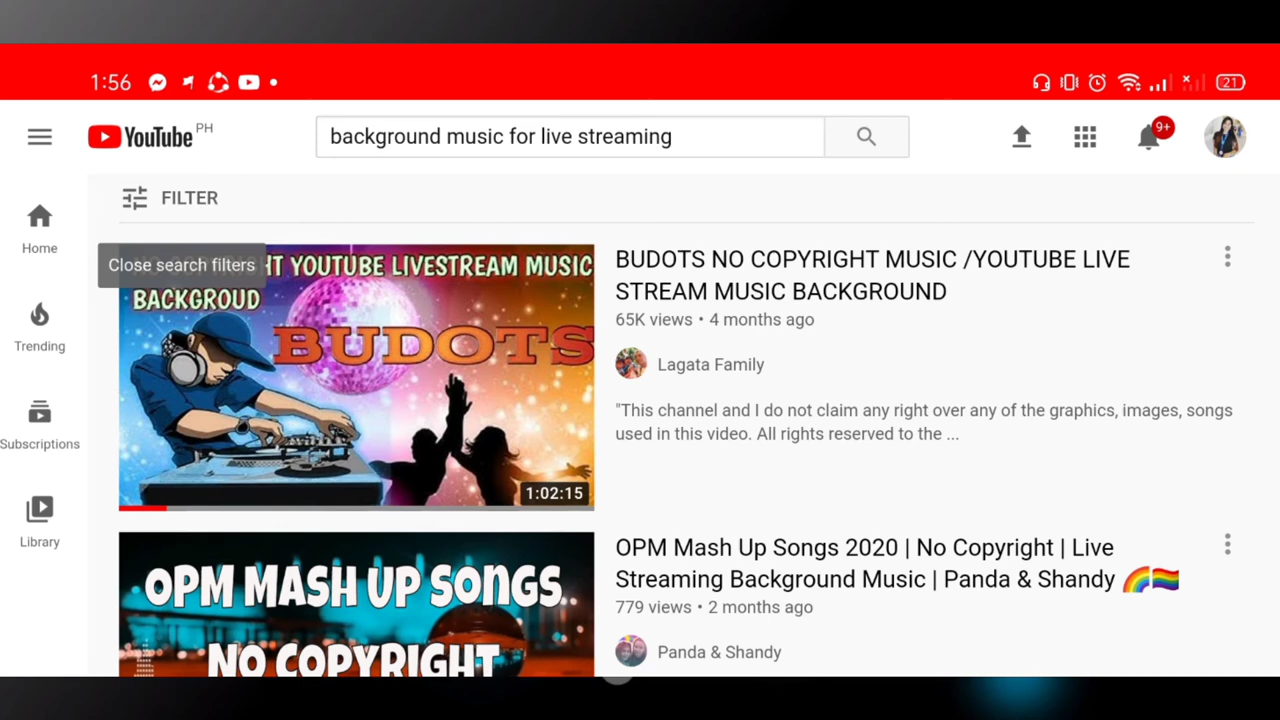 1:56
21
YouTube PH
background music for live streaming
9+
FILTER
Home
Close search filters
HT YOUTUBE LIVESTREAM MUSIC
BACKGROUD
BUDOTS
1:02:15
BUDOTS NO COPYRIGHT MUSIC /YOUTUBE LIVE
STREAM MUSIC BACKGROUND
65K views • 4 months ago
Lagata Family
"This channel and I do not claim any right over any of the graphics, images, songs
used in this video. All rights reserved to the ...
Trending
Subscriptions
Library
OPM MASH UP SONGS
NO COPYRIGHT
OPM Mash Up Songs 2020 | No Copyright | Live
Streaming Background Music | Panda & Shandy
779 views • 2 months ago
Panda & Shandy